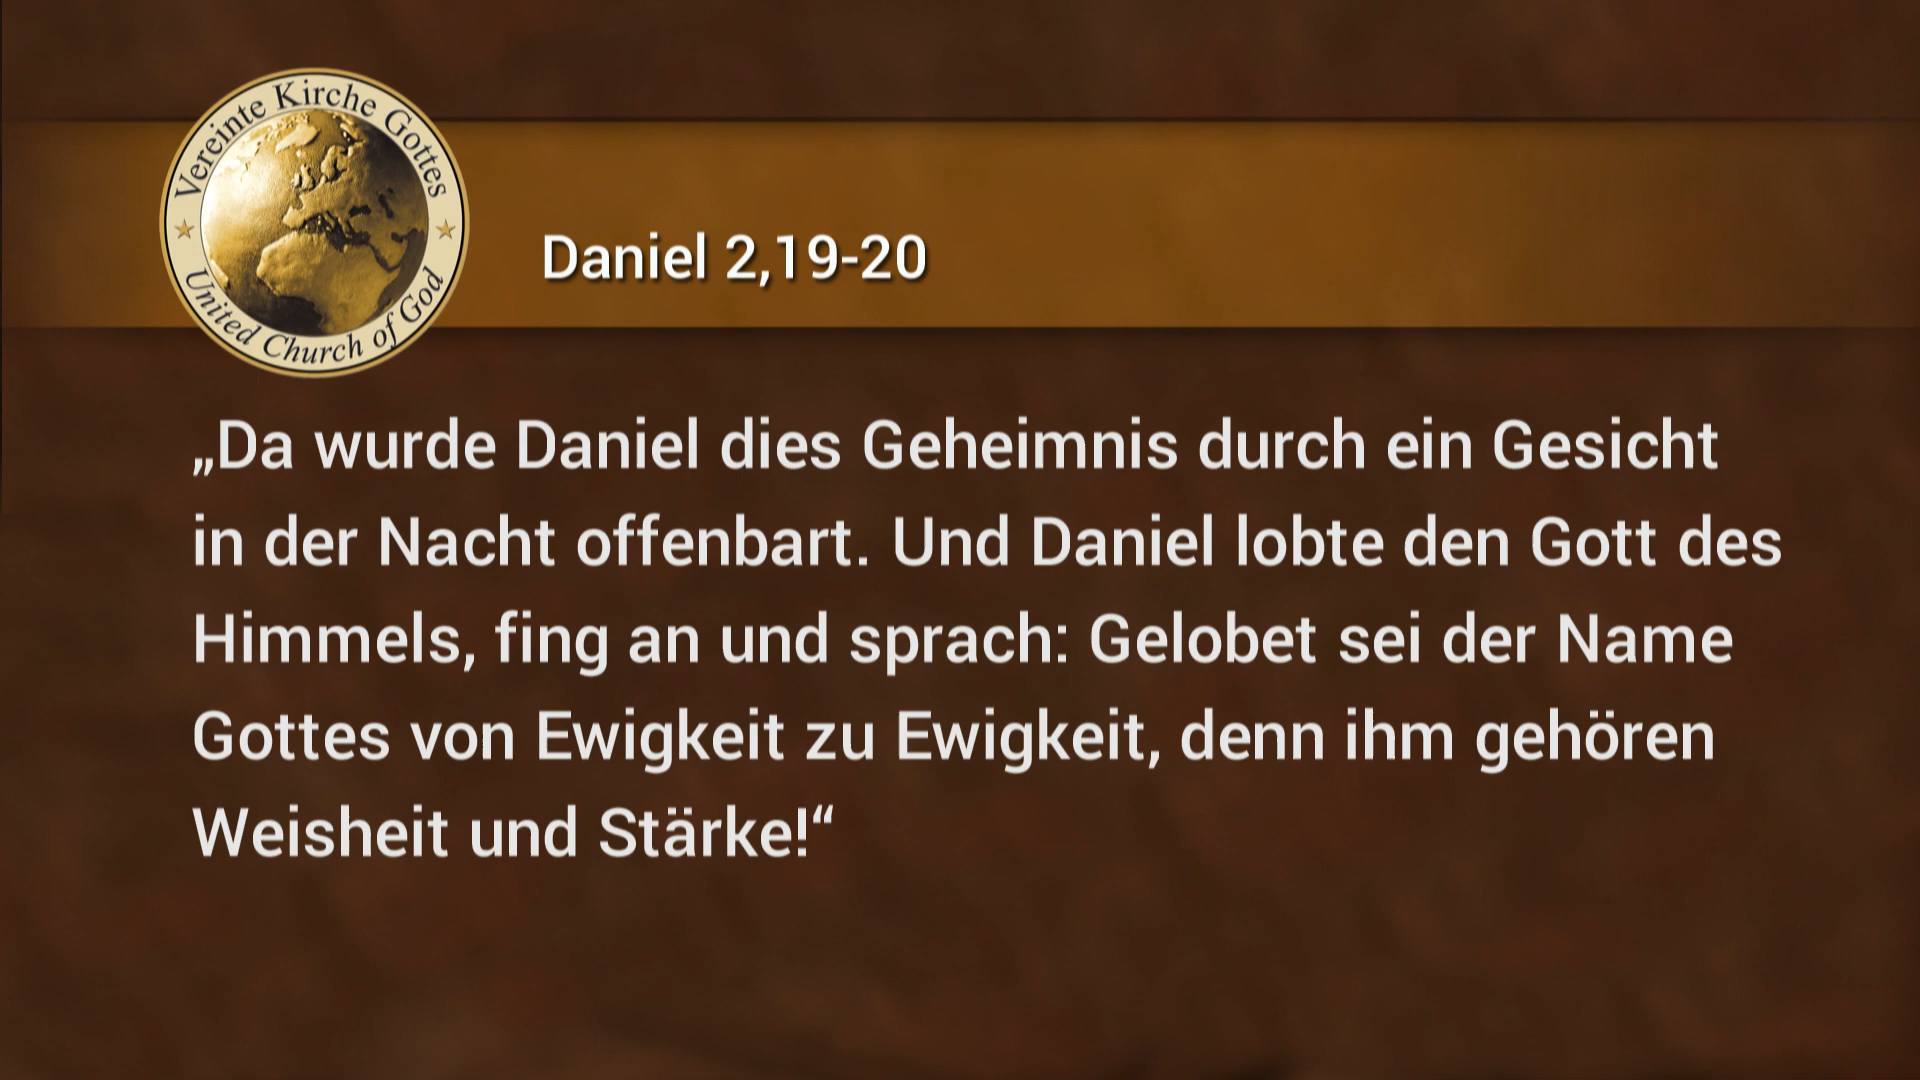 Vereinte Kirche Gottes
United Church of God
Daniel 2,19-20
„Da wurde Daniel dies Geheimnis durch ein Gesicht
in der Nacht offenbart. Und Daniel lobte den Gott des
Himmels, fing an und sprach: Gelobet sei der Name
Gottes von Ewigkeit zu Ewigkeit, denn ihm gehören
Weisheit und Stärke!“